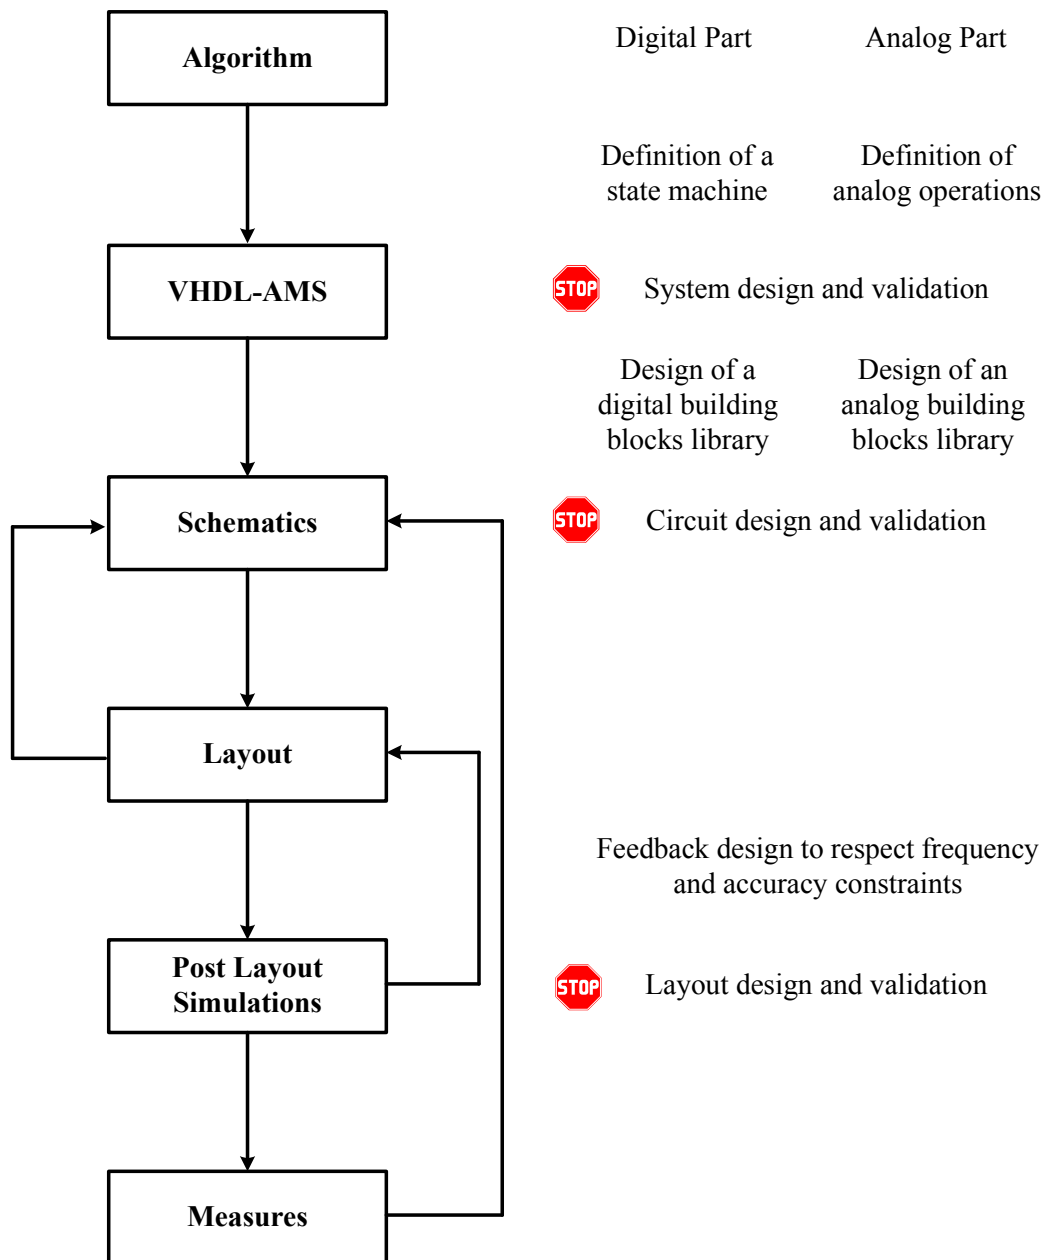 Algorithm
Digital Part
Analog Part
Definition of a
state machine
Definition of
analog operations
VHDL-AMS
STOP
System design and validation
Design of a
digital building
blocks library
Design of an
analog building
blocks library
Schematics
STOP
Circuit design and validation
Layout
Feedback design to respect frequency
and accuracy constraints
Post Layout
Simulations
STOP
Layout design and validation
Measures